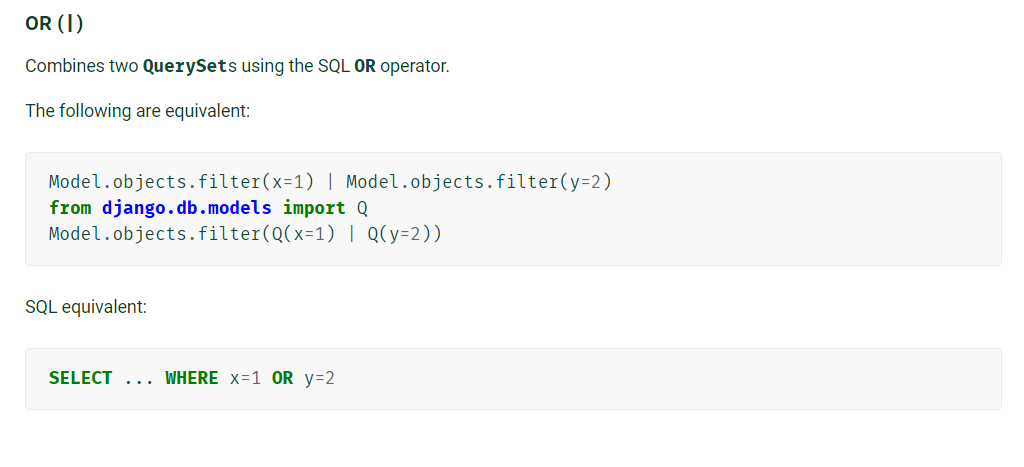 OR (|)
Combines two QuerySets using the SQL OR operator.
The following are equivalent:
Model.objects.filter(x=1) | Model.objects.filter(y=2)
from django.db.models import Q
Model.objects.filter(Q(x=1) | Q(y=2))
SQL equivalent:
SELECT ... WHERE x=1 OR y=2